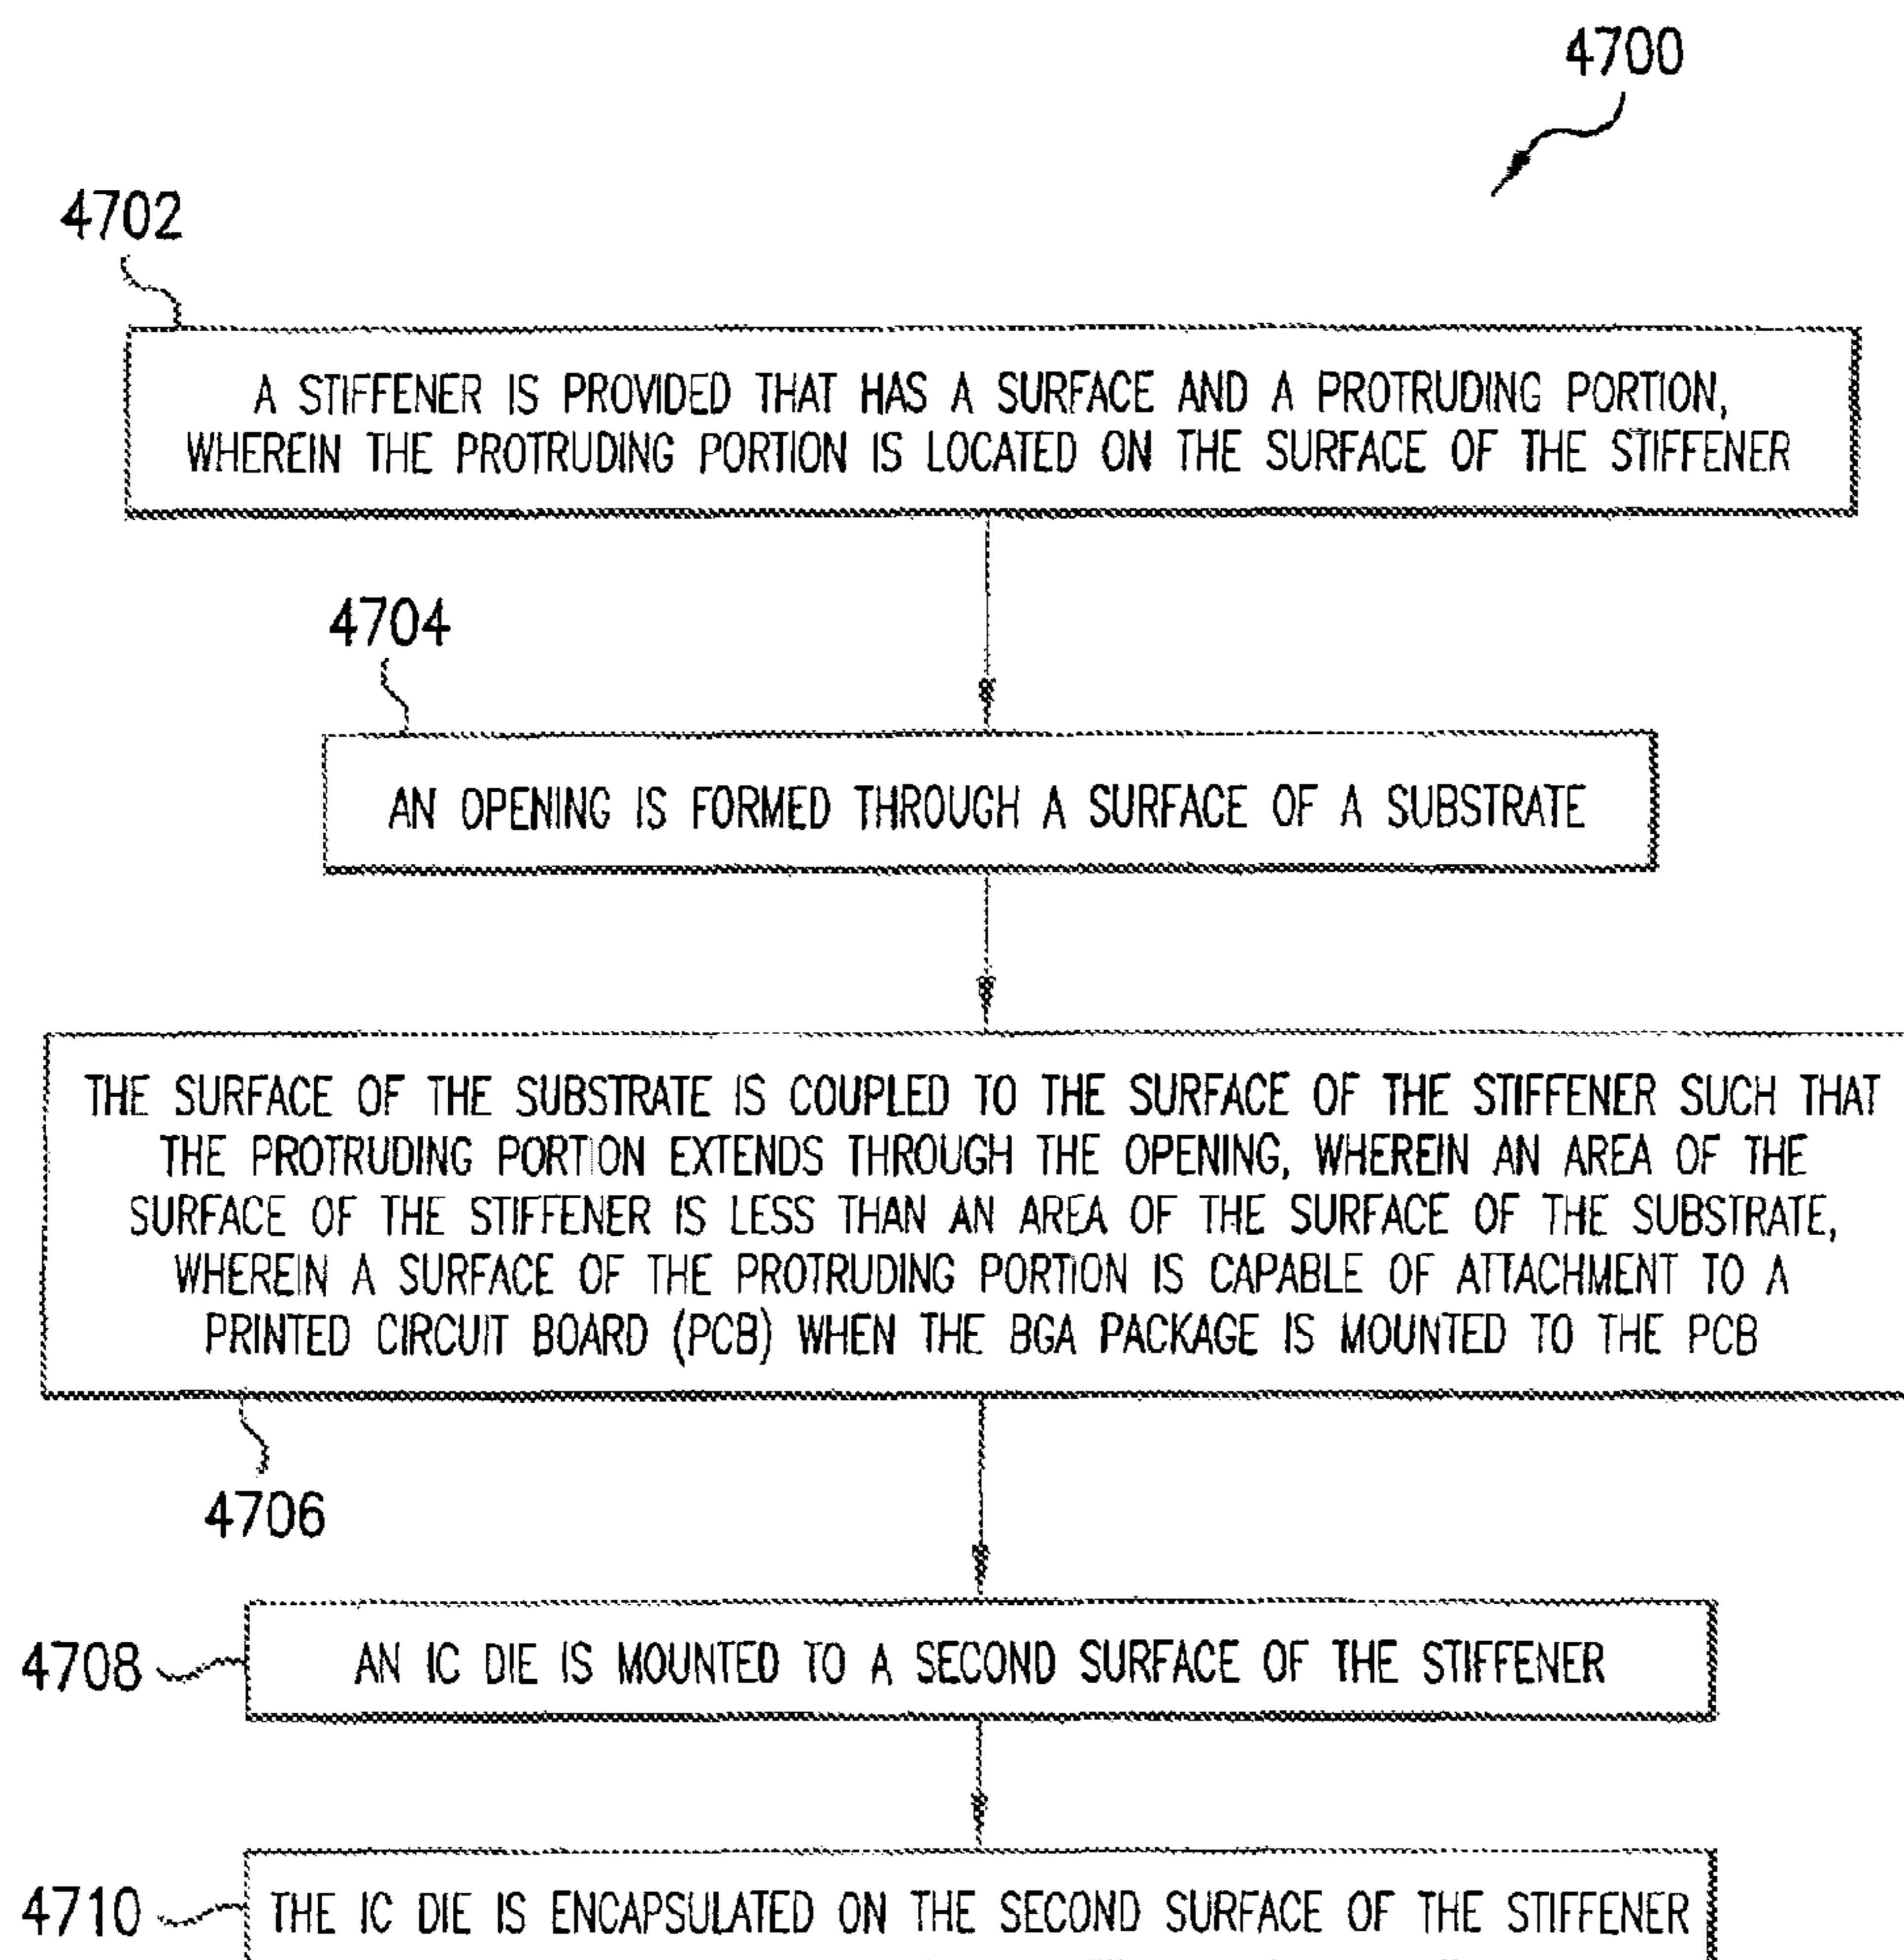 4700
4702
A STIFFENER IS PROVIDED THAT HAS A SURFACE AND A PROTRUDING PORTION,
WHEREIN THE PROTRUDING PORTION IS LOCATED ON THE SURFACE OF THE STIFFENER
4704
AN OPENING IS FORMED THROUGH A SURFACE OF A SUBSTRATE
THE SURFACE OF THE SUBSTRATE IS COUPLED TO THE SURFACE OF THE STIFFENER SUCH THAT
THE PROTRUDING PORTION EXTENDS THROUGH THE OPENING, WHEREIN AN AREA OF THE
SURFACE OF THE STIFFENER IS LESS THAN AN AREA OF THE SURFACE OF THE SUBSTRATE,
WHEREIN A SURFACE OF THE PROTRUDING PORTION IS CAPABLE OF ATTACHMENT TO A
PRINTED CIRCUIT BOARD (PCB) WHEN THE BGA PACKAGE IS MOUNTED TO THE PCB
4706
4708
AN IC DIE IS MOUNTED TO A SECOND SURFACE OF THE STIFFENER
4710
THE IC DIE IS ENCAPSULATED ON THE SECOND SURFACE OF THE STIFFENER